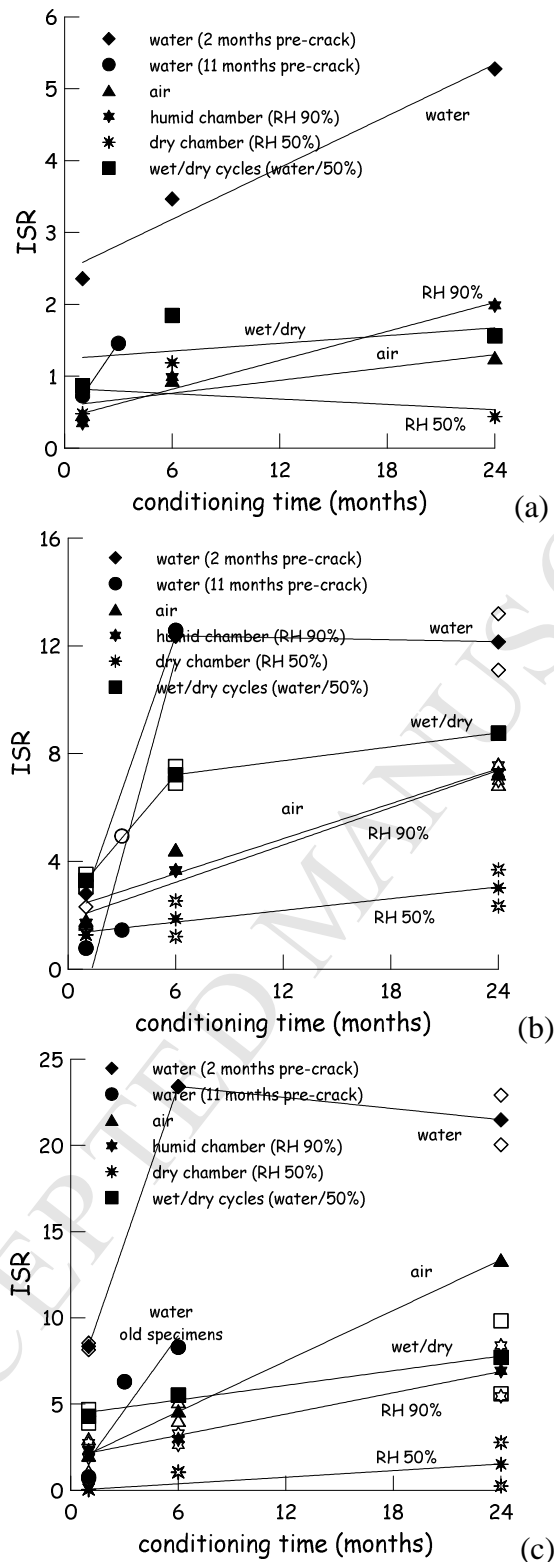 6
5
4
3
2
1
0
ISR
water (2 months pre-crack)
water (11 months pre-crack)
air
humid chamber (RH 90%)
dry chamber (RH 50%)
wet/dry cycles (water/50%)
water
RH 90%
wet/dry
air
RH 50%
0 6 12 18 24
conditioning time (months)
(a)
16
12
8
4
0
ISR
water (2 months pre-crack)
water (11 months pre-crack)
air
humid chamber (RH 90%)
dry chamber (RH 50%)
wet/dry cycles (water/50%)
water
wet/dry
air
RH 90%
RH 50%
0 6 12 18 24
conditioning time (months)
(b)
25
20
15
10
5
0
ISR
water (2 months pre-crack)
water (11 months pre-crack)
air
humid chamber (RH 90%)
dry chamber (RH 50%)
wet/dry cycles (water/50%)
water
air
water
old specimens
wet/dry
RH 90%
RH 50%
0 6 12 18 24
conditioning time (months)
(c)
CEPTED MANUSC